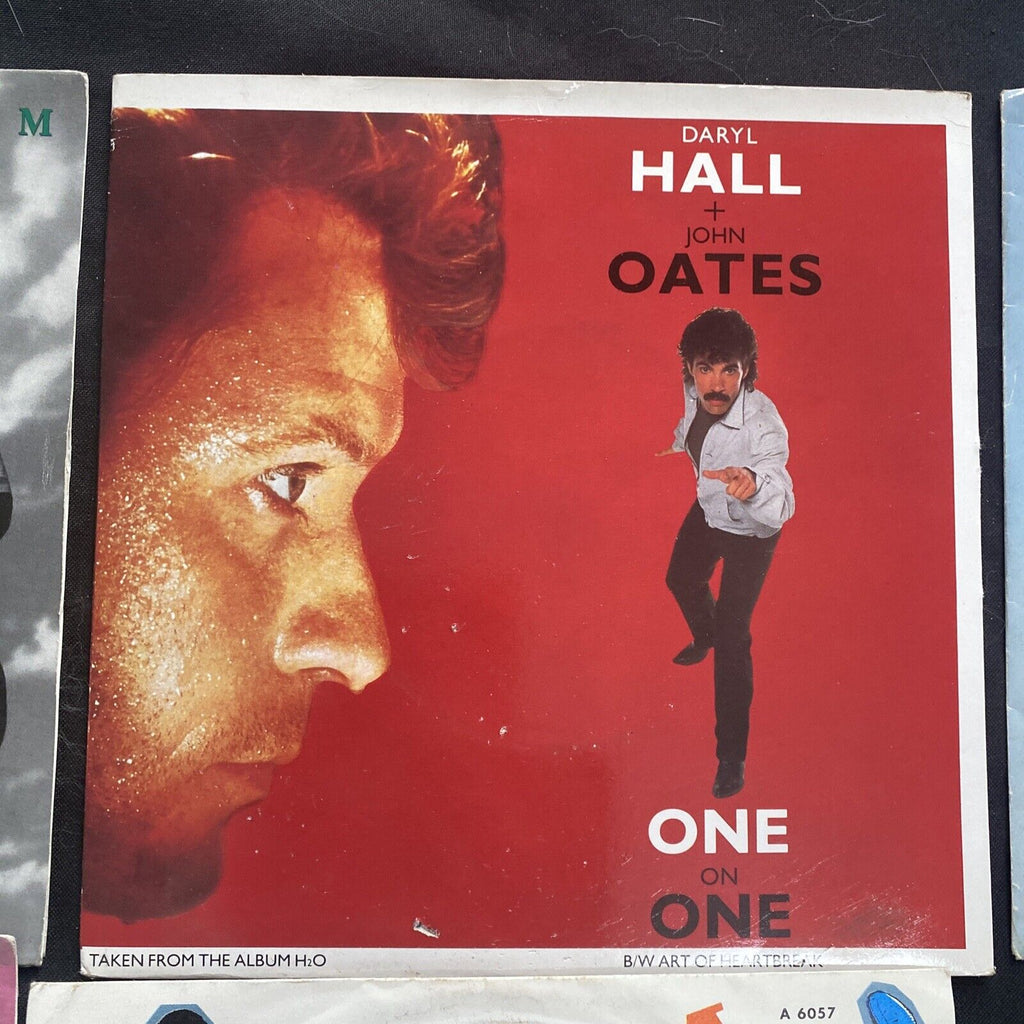 M
DARYL
HALL
+
JOHN
OATES
ONE
ON
ONE
TAKEN FROM THE ALBUM H₂O
B/W ART OF HEARTBREAK
A 6057